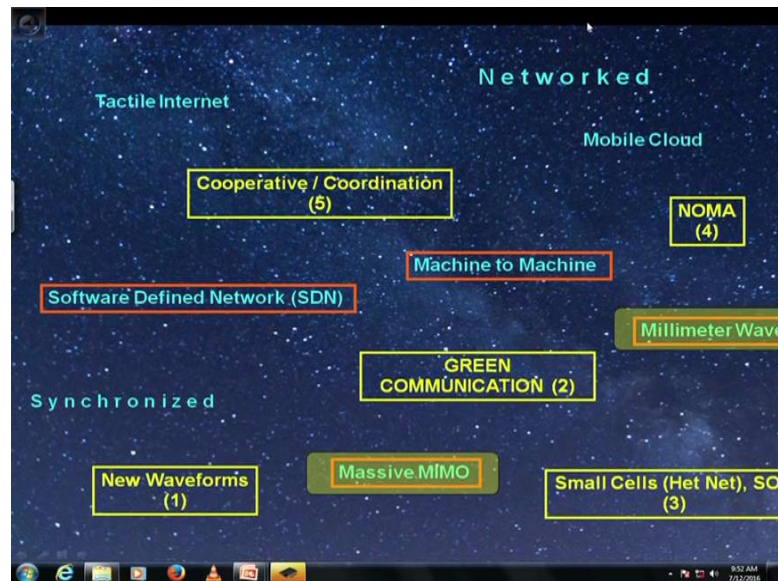 Networked
Tactile Internet
Mobile Cloud
Cooperative / Coordination
(5)
NOMA
(4)
Machine to Machine
Software Defined Network (SDN)
Millimeter Wave
GREEN
COMMUNICATION (2)
Synchronized
Massive MIMO
New Waveforms
(1)
Small Cells (Het Net), SO
(3)
9:52 AM
7/12/2016